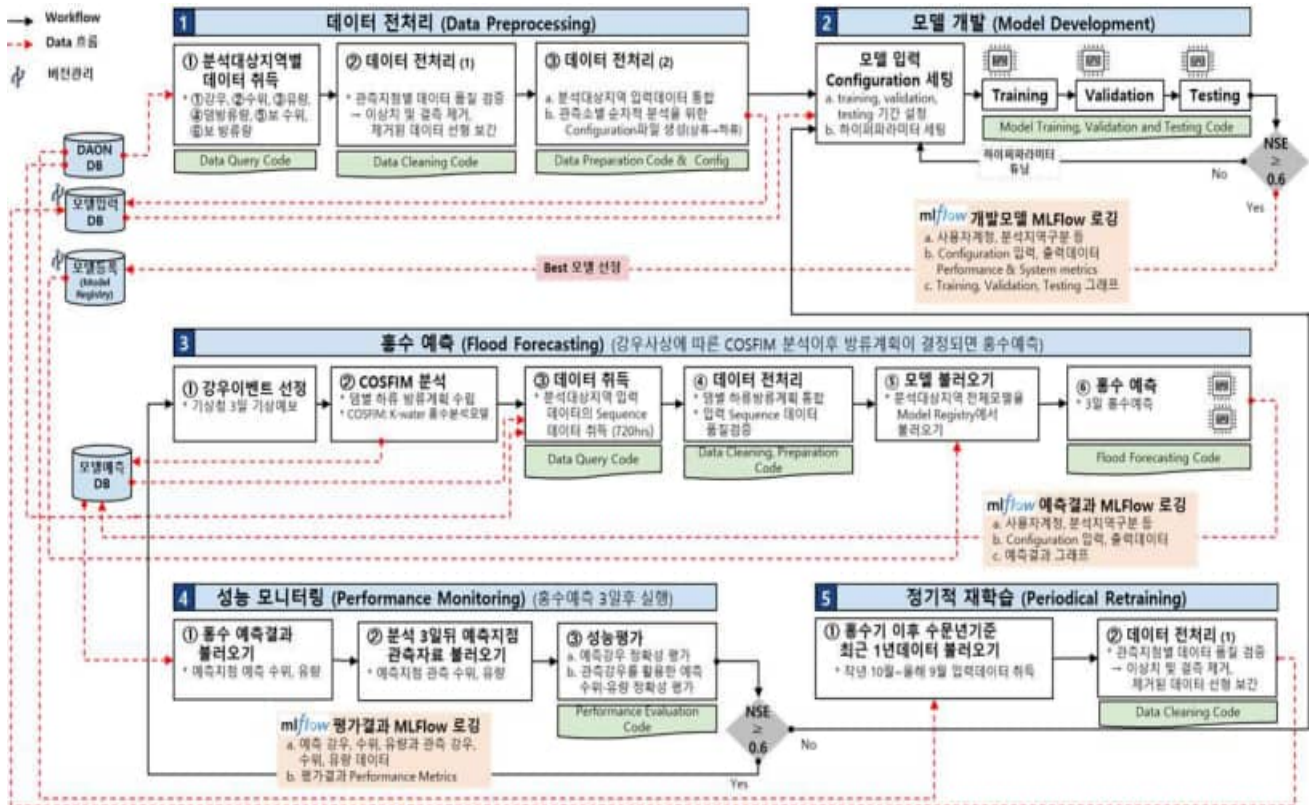 Workflow
Data 흐름
버전관리
DAON
DB
모델입력
DB
모델등록
(Model
Registry)
1 데이터 전처리 (Data Preprocessing)
① 분석대상지역별
데이터 취득
* ①강우, ②수위, ③유량,
④댐방류량, ⑤보 수위,
⑥보 방류량
Data Query Code
② 데이터 전처리 (1)
* 관측지점별 데이터 품질 검증
→ 이상치 및 결측 제거,
제거된 데이터 선형 보간
Data Cleaning Code
③ 데이터 전처리 (2)
a. 분석대상지역 입력데이터 통합
b. 관측소별 순차적 분석을 위한
Configuration파일 생성(상류→하류)
Data Preparation Code & Config
2 모델 개발 (Model Development)
모델 입력
Configuration 세팅
a. training, validation,
testing 기간 설정
b. 하이퍼파라미터 세팅
GPU
GPU
GPU
Training
Validation
Testing
Model Training, Validation and Testing Code
하이퍼파라미터
튜닝
NSE
≥
0.6
No
Yes
mlflow 개발모델 MLFlow 로깅
a. 사용자계정, 분석지역구분 등
b. Configuration 입력, 출력데이터
Performance & System metrics
c. Training, Validation, Testing 그래프
Best 모델 선정
3 홍수 예측 (Flood Forecasting) (강우사상에 따른 COSFIM 분석이후 방류계획이 결정되면 홍수예측)
① 강우이벤트 선정
* 기상청 3일 기상예보
② COSFIM 분석
* 댐별 하류 방류계획 수립
* COSFIM: K-water 홍수분석모델
③ 데이터 취득
* 분석대상지역 입력
데이터의 Sequence
데이터 취득 (720hrs)
Data Query Code
④ 데이터 전처리
* 댐별 하류방류계획 통합
* 입력 Sequence 데이터
품질검증
Data Cleaning, Preparation
Code
⑤ 모델 불러오기
* 분석대상지역 전체모델을
Model Registry에서
불러오기
⑥ 홍수 예측
* 3일 홍수예측
GPU
GPU
Flood Forecasting Code
모델예측
DB
mlflow 예측결과 MLFlow 로깅
a. 사용자계정, 분석지역구분 등
b. Configuration 입력, 출력데이터
c. 예측결과 그래프
4 성능 모니터링 (Performance Monitoring) (홍수예측 3일후 실행)
① 홍수 예측결과
불러오기
* 예측지점 예측 수위, 유량
② 분석 3일뒤 예측지점
관측자료 불러오기
* 예측지점 관측 수위, 유량
③ 성능평가
a. 예측강우 정확성 평가
b. 관측강우를 활용한 예측
수위·유량 정확성 평가
Performance Evaluation
Code
NSE
≥
0.6
No
Yes
mlflow 평가결과 MLFlow 로깅
a. 예측 강우, 수위, 유량과 관측 강우,
수위, 유량 데이터
b. 평가결과 Performance Metrics
5 정기적 재학습 (Periodical Retraining)
① 홍수기 이후 수문년기준
최근 1년데이터 불러오기
* 작년 10월~올해 9월 입력데이터 취득
② 데이터 전처리 (1)
* 관측지점별 데이터 품질 검증
→ 이상치 및 결측 제거,
제거된 데이터 선형 보간
Data Cleaning Code